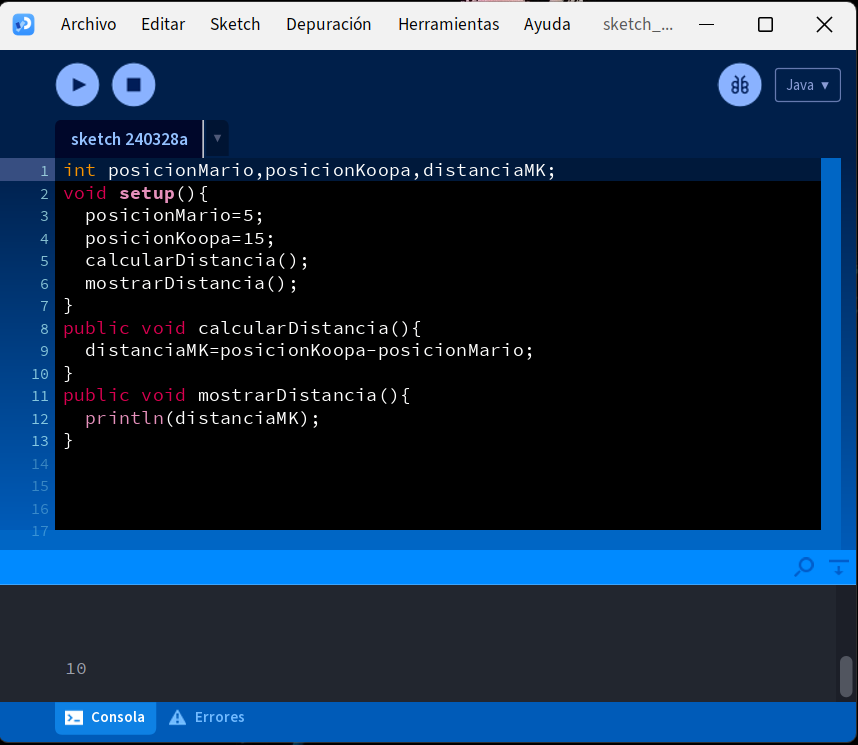 Archivo Editar Sketch Depuración Herramientas Ayuda sketch_...
Java ▾
sketch 240328a ▾
1 int posicionMario,posicionKoopa,distanciaMK;
2 void setup(){
3   posicionMario=5;
4   posicionKoopa=15;
5   calcularDistancia();
6   mostrarDistancia();
7 }
8 public void calcularDistancia(){
9   distanciaMK=posicionKoopa-posicionMario;
10 }
11 public void mostrarDistancia(){
12   println(distanciaMK);
13 }
14
15
16
17
10
Consola Errores